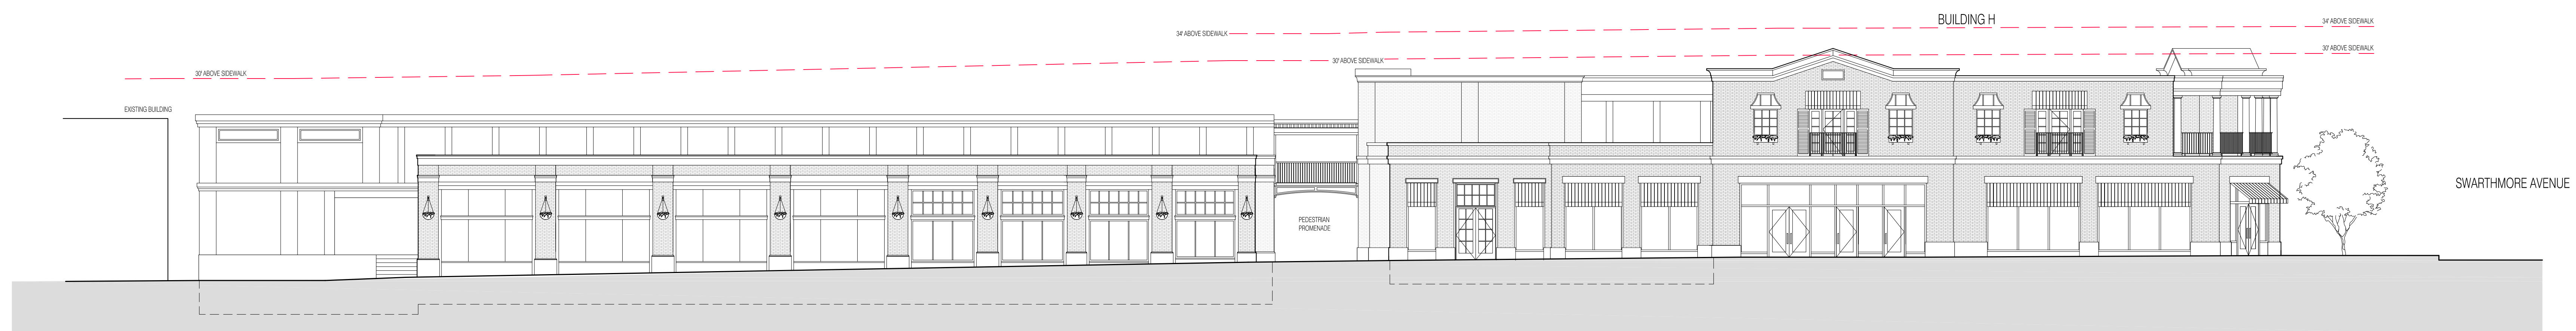 BUILDING H
34' ABOVE SIDEWALK
34' ABOVE SIDEWALK
30' ABOVE SIDEWALK
30' ABOVE SIDEWALK
30' ABOVE SIDEWALK
EXISTING BUILDING
SWARTHMORE AVENUE
PEDESTRIAN
PROMENADE